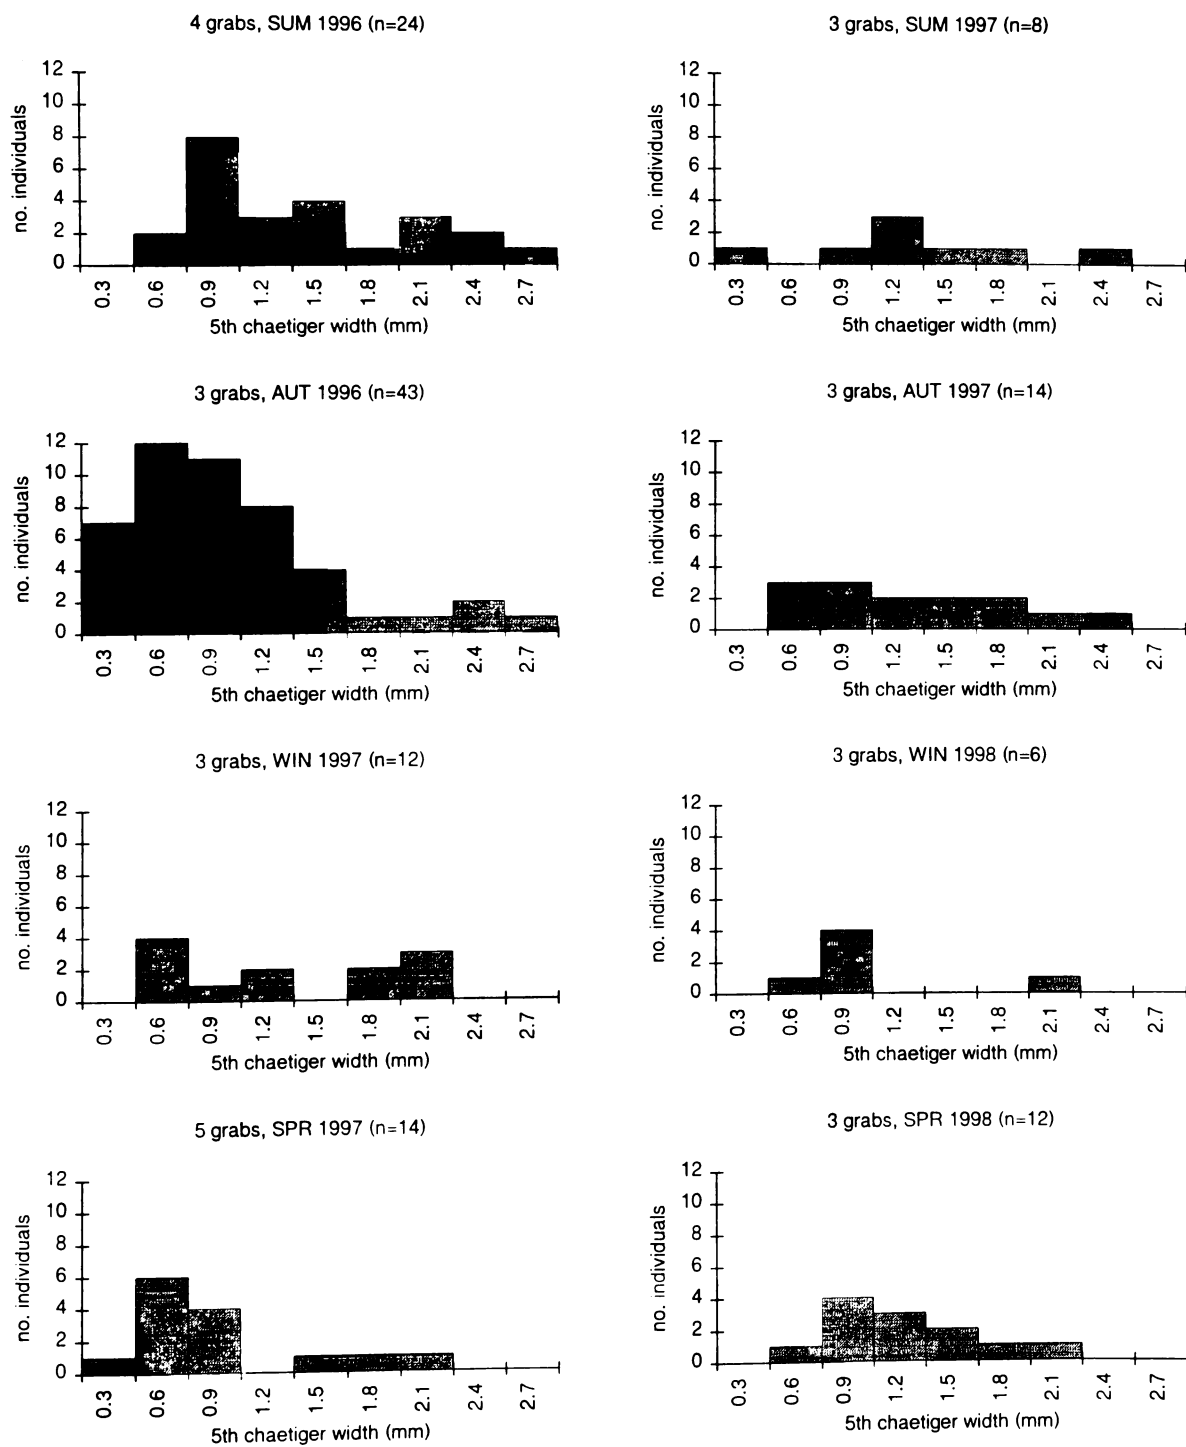 4 grabs, SUM 1996 (n=24)
12
10
8
6
4
2
0
no. individuals
0.3 0.6 0.9 1.2 1.5 1.8 2.1 2.4 2.7
5th chaetiger width (mm)
3 grabs, SUM 1997 (n=8)
12
10
8
6
4
2
0
no. individuals
0.3 0.6 0.9 1.2 1.5 1.8 2.1 2.4 2.7
5th chaetiger width (mm)
3 grabs, AUT 1996 (n=43)
12
10
8
6
4
2
0
no. individuals
0.3 0.6 0.9 1.2 1.5 1.8 2.1 2.4 2.7
5th chaetiger width (mm)
3 grabs, AUT 1997 (n=14)
12
10
8
6
4
2
0
no. individuals
0.3 0.6 0.9 1.2 1.5 1.8 2.1 2.4 2.7
5th chaetiger width (mm)
3 grabs, WIN 1997 (n=12)
12
10
8
6
4
2
0
no. individuals
0.3 0.6 0.9 1.2 1.5 1.8 2.1 2.4 2.7
5th chaetiger width (mm)
3 grabs, WIN 1998 (n=6)
12
10
8
6
4
2
0
no. individuals
0.3 0.6 0.9 1.2 1.5 1.8 2.1 2.4 2.7
5th chaetiger width (mm)
5 grabs, SPR 1997 (n=14)
12
10
8
6
4
2
0
no. individuals
0.3 0.6 0.9 1.2 1.5 1.8 2.1 2.4 2.7
5th chaetiger width (mm)
3 grabs, SPR 1998 (n=12)
12
10
8
6
4
2
0
no. individuals
0.3 0.6 0.9 1.2 1.5 1.8 2.1 2.4 2.7
5th chaetiger width (mm)